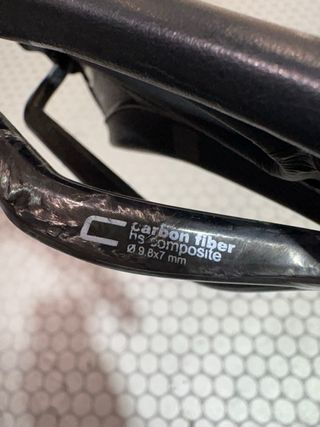 carbon fiber
hs composite
Ø 9.8x7 mm